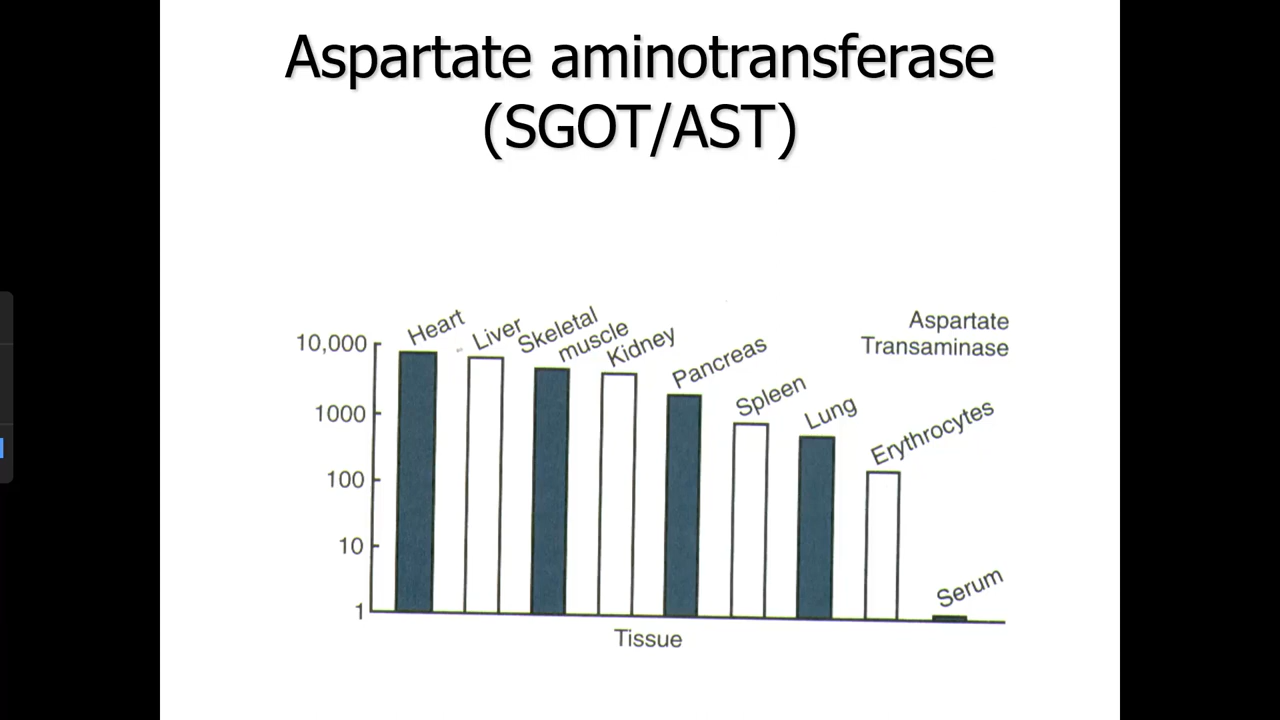 Aspartate aminotransferase
(SGOT/AST)
Aspartate
Transaminase
10,000
1000
100
10
1
Heart
Liver
Skeletal
muscle
Kidney
Pancreas
Spleen
Lung
Erythrocytes
Serum
Tissue